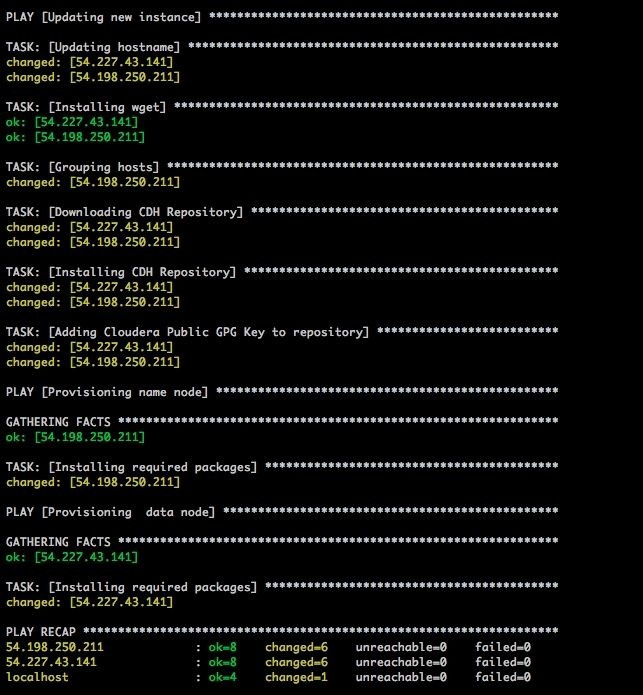 PLAY [Updating new instance] **************************************************
TASK: [Updating hostname] *****************************************************
changed: [54.227.43.141]
changed: [54.198.250.211]
TASK: [Installing wget] *******************************************************
ok: [54.227.43.141]
ok: [54.198.250.211]
TASK: [Grouping hosts] ********************************************************
changed: [54.198.250.211]
TASK: [Downloading CDH Repository] ********************************************
changed: [54.227.43.141]
changed: [54.198.250.211]
TASK: [Installing CDH Repository] *********************************************
changed: [54.227.43.141]
changed: [54.198.250.211]
TASK: [Adding Cloudera Public GPG Key to repository] **************************
changed: [54.227.43.141]
changed: [54.198.250.211]
PLAY [Provisioning name node] *************************************************
GATHERING FACTS ***************************************************************
ok: [54.198.250.211]
TASK: [Installing required packages] ******************************************
changed: [54.198.250.211]
PLAY [Provisioning  data node] ************************************************
GATHERING FACTS ***************************************************************
ok: [54.227.43.141]
TASK: [Installing required packages] ******************************************
changed: [54.227.43.141]
PLAY RECAP ********************************************************************
54.198.250.211             : ok=8    changed=6    unreachable=0    failed=0
54.227.43.141              : ok=8    changed=6    unreachable=0    failed=0
localhost                  : ok=4    changed=1    unreachable=0    failed=0